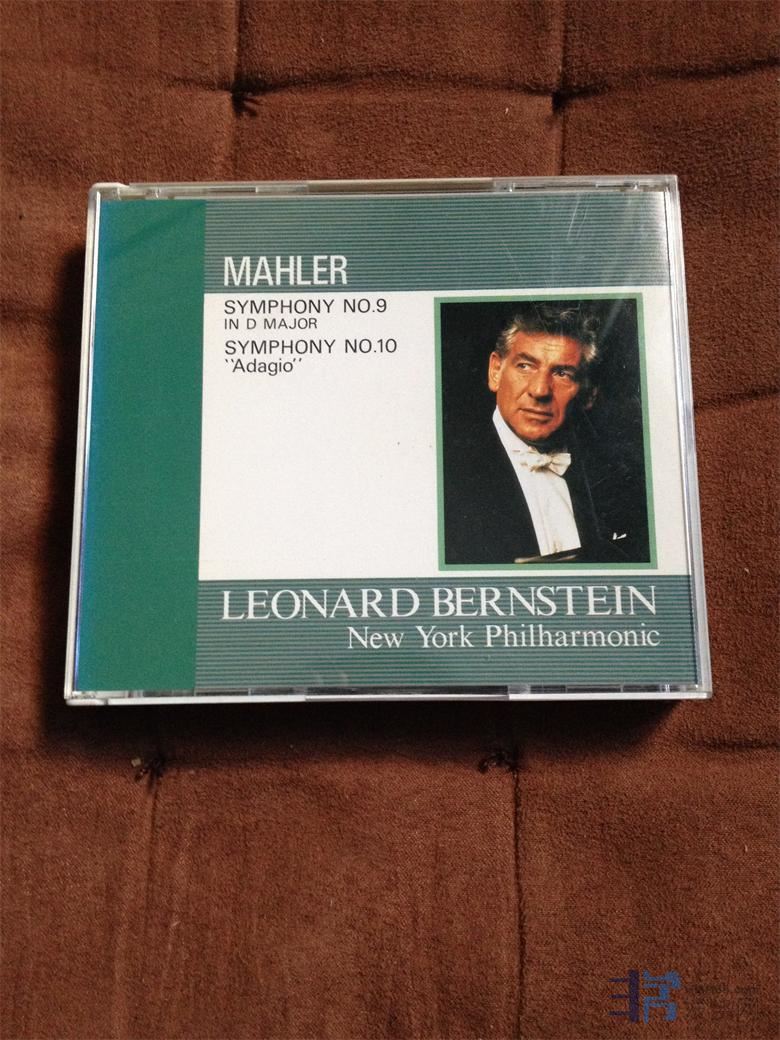 MAHLER
SYMPHONY NO.9
IN D MAJOR
SYMPHONY NO.10
``Adagio´´
LEONARD BERNSTEIN
New York Philharmonic